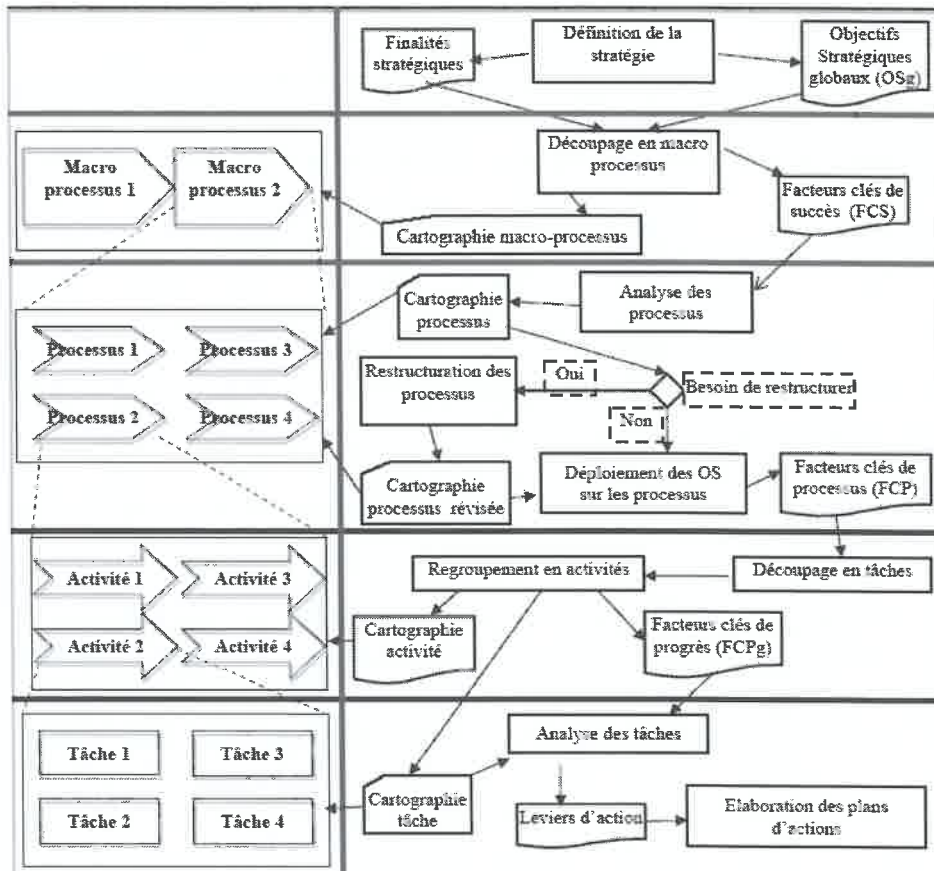 Finalités
stratégiques
Définition de la
stratégie
Objectifs
Stratégiques
globaux (OSg)
Macro
processus 1
Macro
processus 2
Découpage en macro
processus
Facteurs clés de
succès (FCS)
Cartographie macro-processus
Cartographie
processus
Analyse des
processus
Processus 1
Processus 3
Processus 2
Processus 4
Restructuration des
processus
Oui
Besoin de restructurer
Non
Cartographie
processus révisée
Déploiement des OS
sur les processus
Facteurs clés de
processus (FCP)
Activité 1
Activité 3
Activité 2
Activité 4
Regroupement en activités
Découpage en tâches
Cartographie
activité
Facteurs clés de
progrès (FCPg)
Tâche 1
Tâche 3
Tâche 2
Tâche 4
Analyse des tâches
Cartographie
tâche
Leviers d'action
Elaboration des plans
d'actions